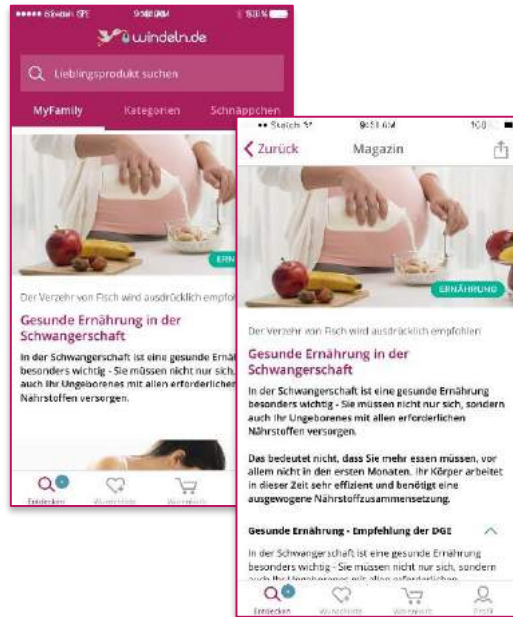 windeln.de
Lieblingsprodukt suchen
MyFamily Kategorien Schnäppchen
Der Verzehr von Fisch wird ausdrücklich
Gesunde Ernährung in der
Schwangerschaft
In der Schwangerschaft ist eine gesunde
besonders wichtig - Sie müssen nicht nur sich,
auch Ihr Ungeborenes mit allen erforderlichen
Nährstoffen versorgen.
Entdecken Wunschliste Warenkorb
Zurück Magazin
ERNÄHRUNG
Der Verzehr von Fisch wird ausdrücklich empfohlen
Gesunde Ernährung in der
Schwangerschaft
In der Schwangerschaft ist eine gesunde Ernährung
besonders wichtig - Sie müssen nicht nur sich, sondern
auch Ihr Ungeborenes mit allen erforderlichen
Nährstoffen versorgen.
Das bedeutet nicht, dass Sie mehr essen müssen, vor
allem nicht in den ersten Monaten. Ihr Körper arbeitet
in dieser Zeit sehr effizient und benötigt eine
ausgewogene Nährstoffzusammensetzung.
Gesunde Ernährung - Empfehlung der DGE
In der Schwangerschaft ist eine gesunde Ernährung
besonders wichtig - Sie müssen nicht nur sich, sondern
Entdecken Wunschliste Warenkorb Profil